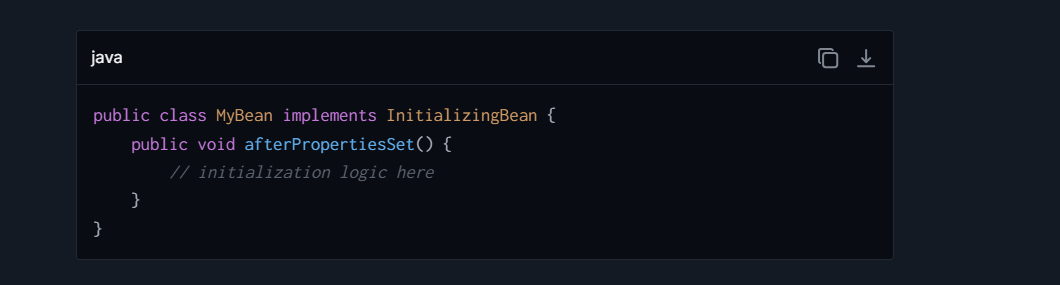 java
public class MyBean implements InitializingBean {
    public void afterPropertiesSet() {
        // initialization logic here
    }
}